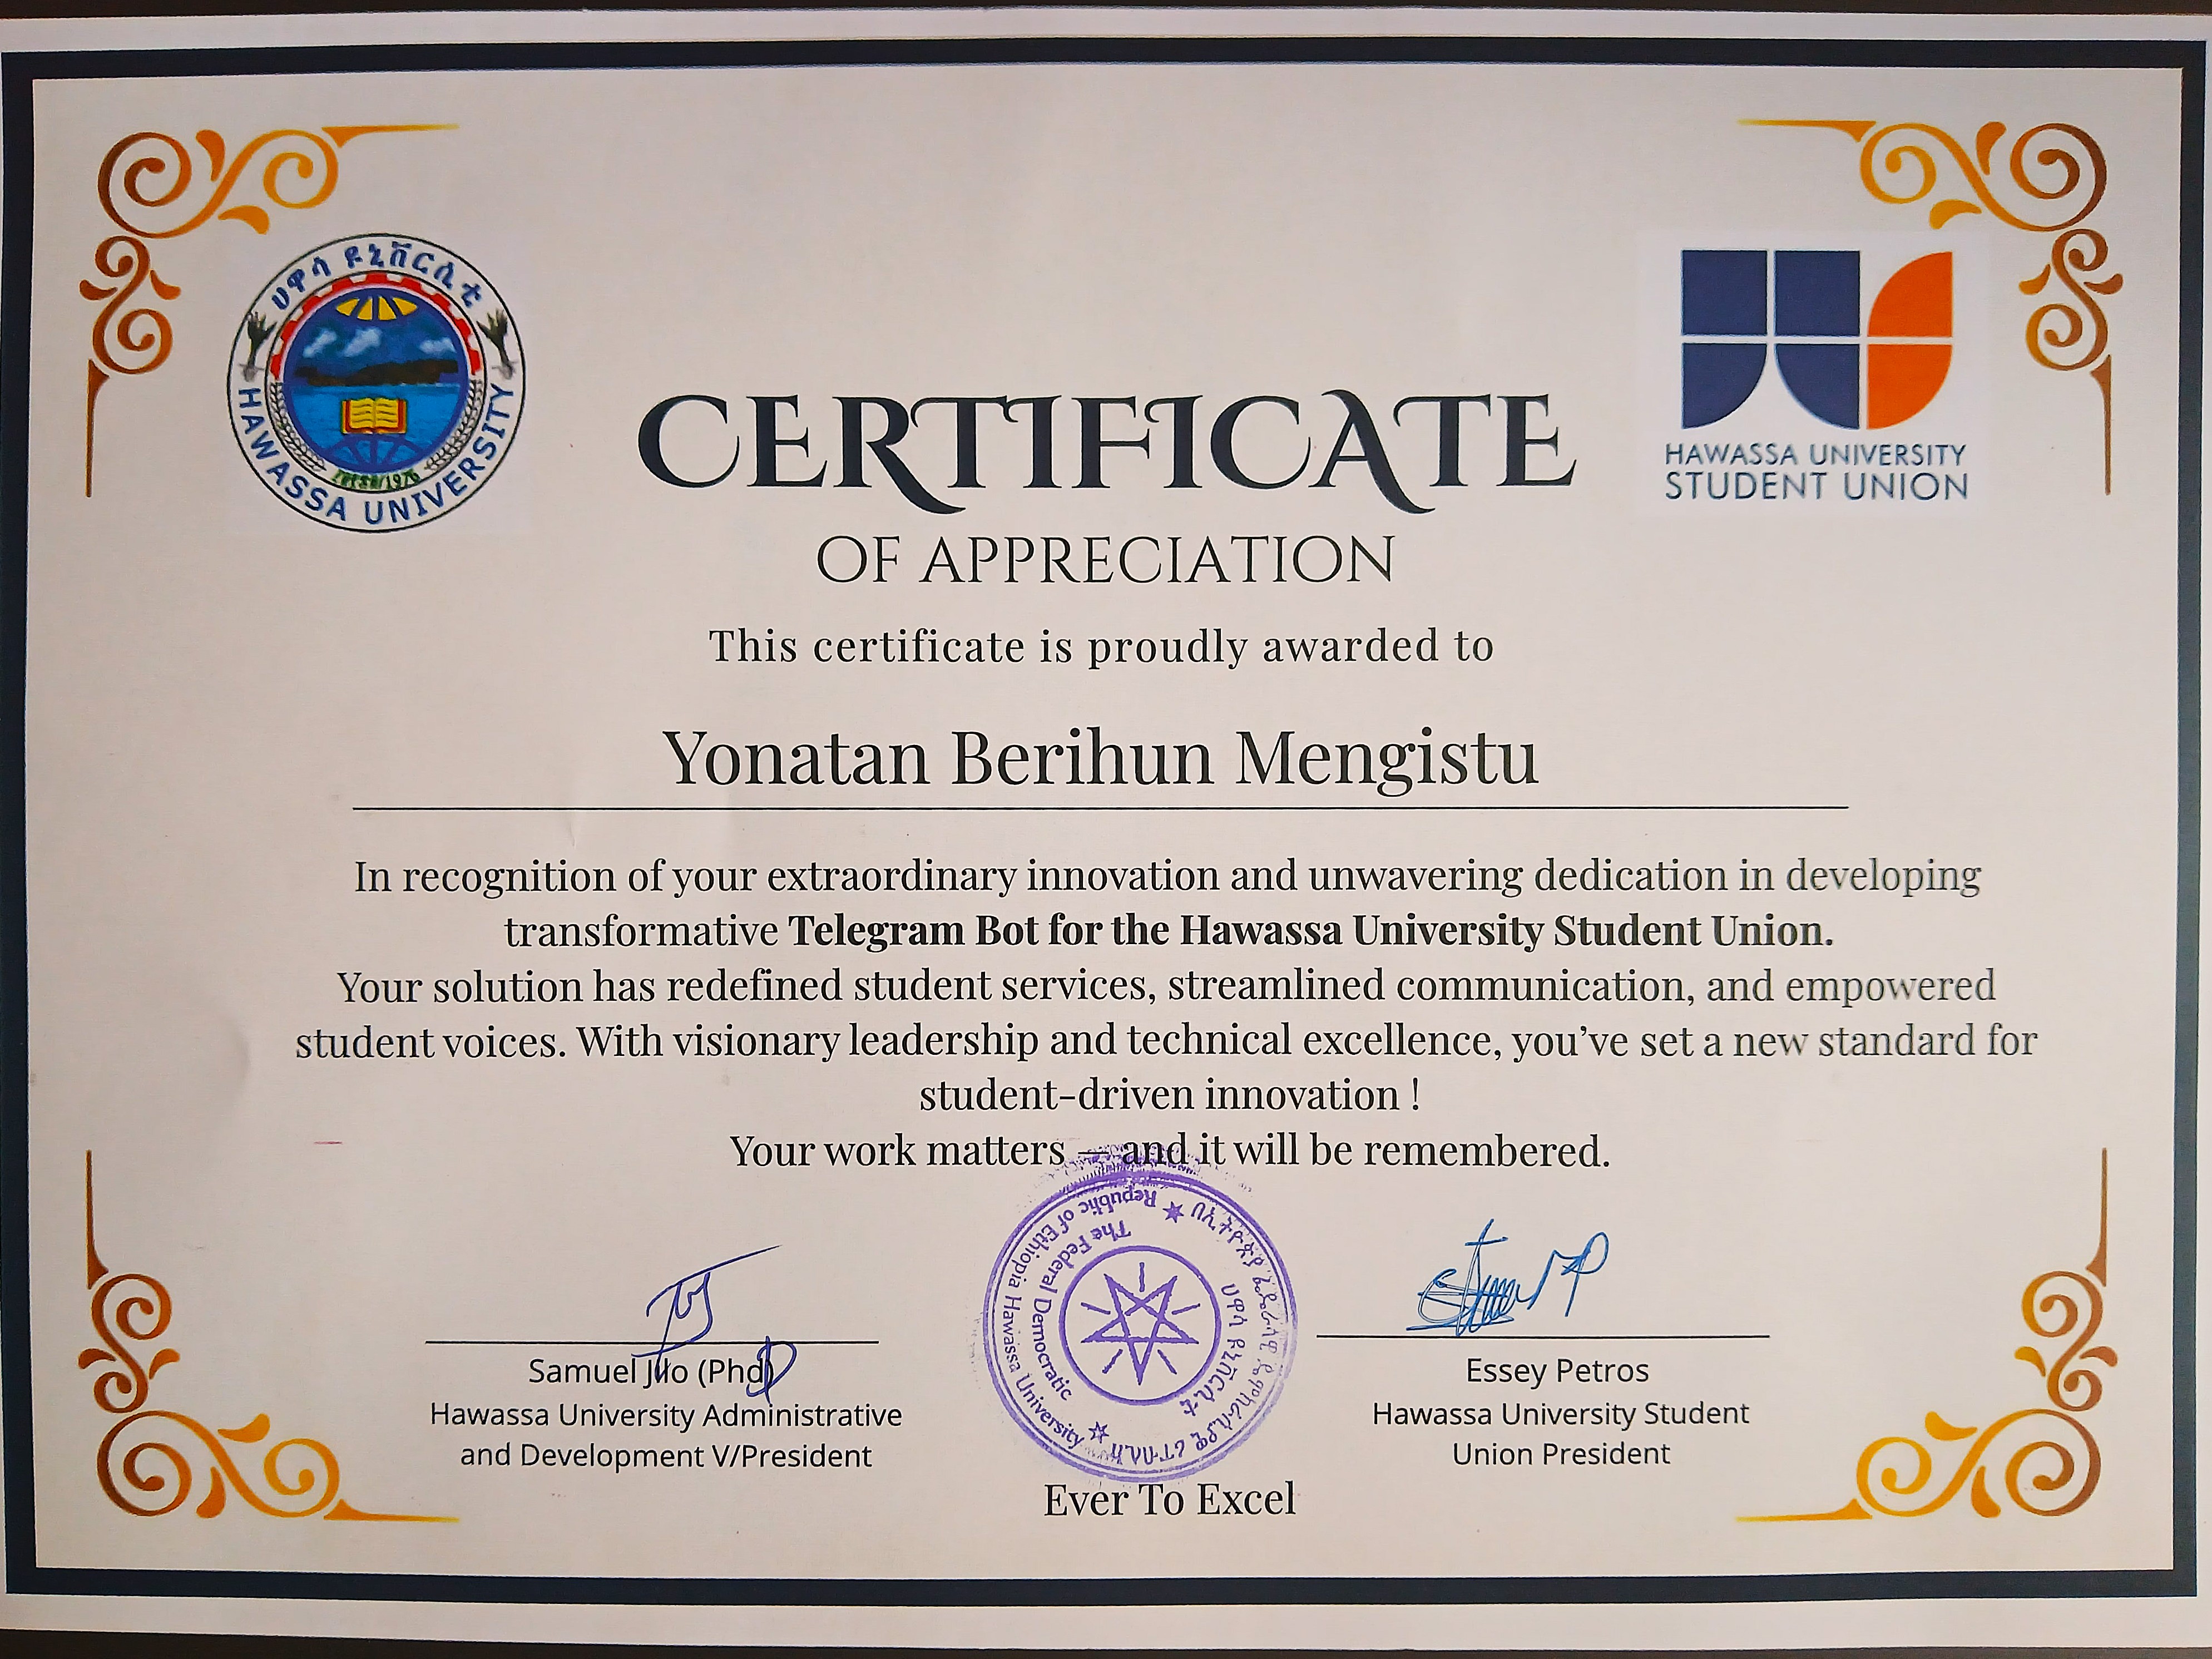 ሀዋሳ ዩኒቨርሲቲ
HAWASSA UNIVERSITY
HAWASSA UNIVERSITY
STUDENT UNION
CERTIFICATE
OF APPRECIATION
This certificate is proudly awarded to
Yonatan Berihun Mengistu
In recognition of your extraordinary innovation and unwavering dedication in developing
transformative Telegram Bot for the Hawassa University Student Union.
Your solution has redefined student services, streamlined communication, and empowered
student voices. With visionary leadership and technical excellence, you’ve set a new standard for
student-driven innovation !
Your work matters — and it will be remembered.
Samuel Jilo (Phd)
Hawassa University Administrative
and Development V/President
The Federal Democratic
Republic of Ethiopia Hawassa University
ሀዋሳ ዩኒቨርሲቲ
Essey Petros
Hawassa University Student
Union President
Ever To Excel